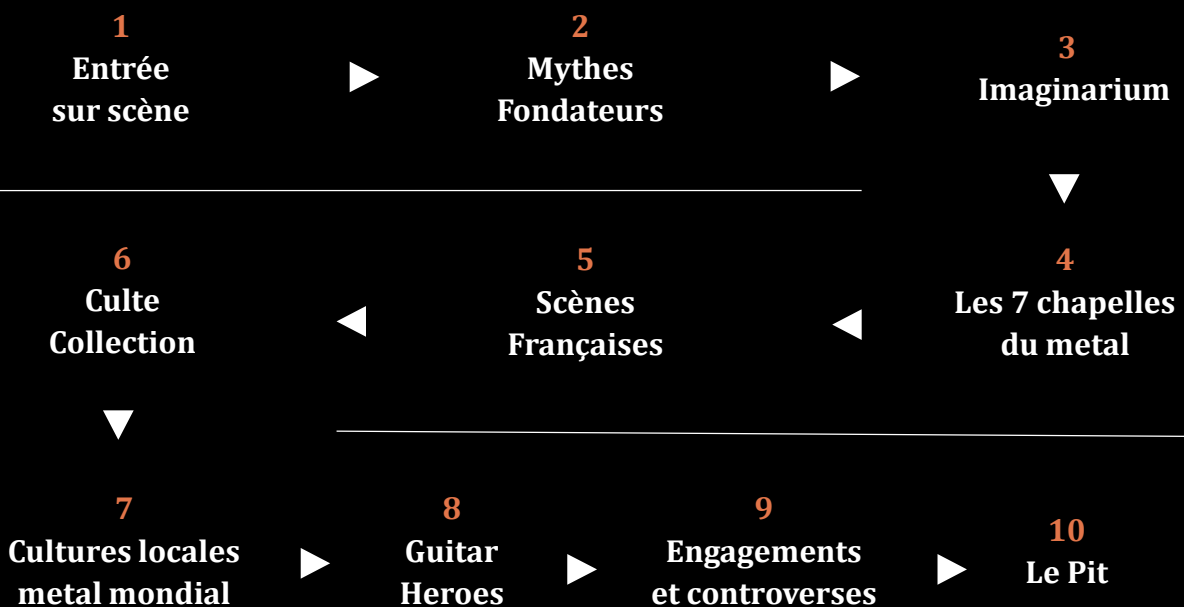 1
Entrée
sur scène
2
Mythes
Fondateurs
3
Imaginarium
4
Les 7 chapelles
du metal
5
Scènes
Françaises
6
Culte
Collection
7
Cultures locales
metal mondial
8
Guitar
Heroes
9
Engagements
et controverses
10
Le Pit